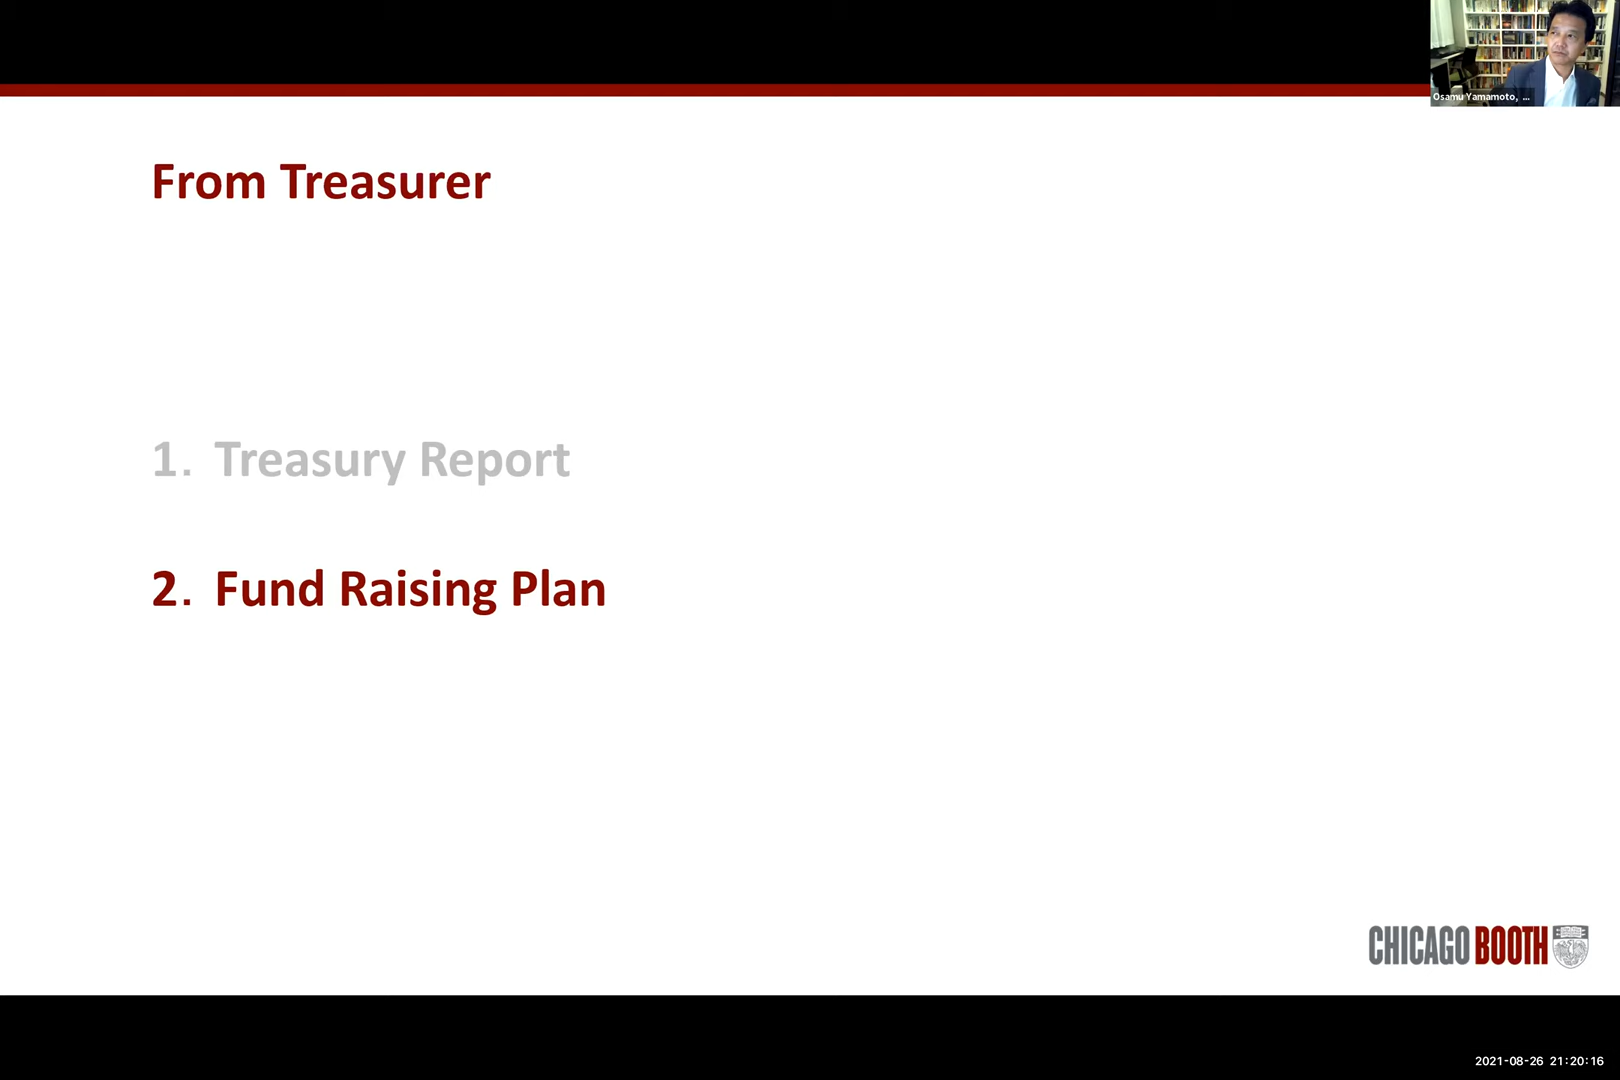 Osamu Yamamoto, ...
From Treasurer
1. Treasury Report
2. Fund Raising Plan
CHICAGO BOOTH
2021-08-26 21:20:16